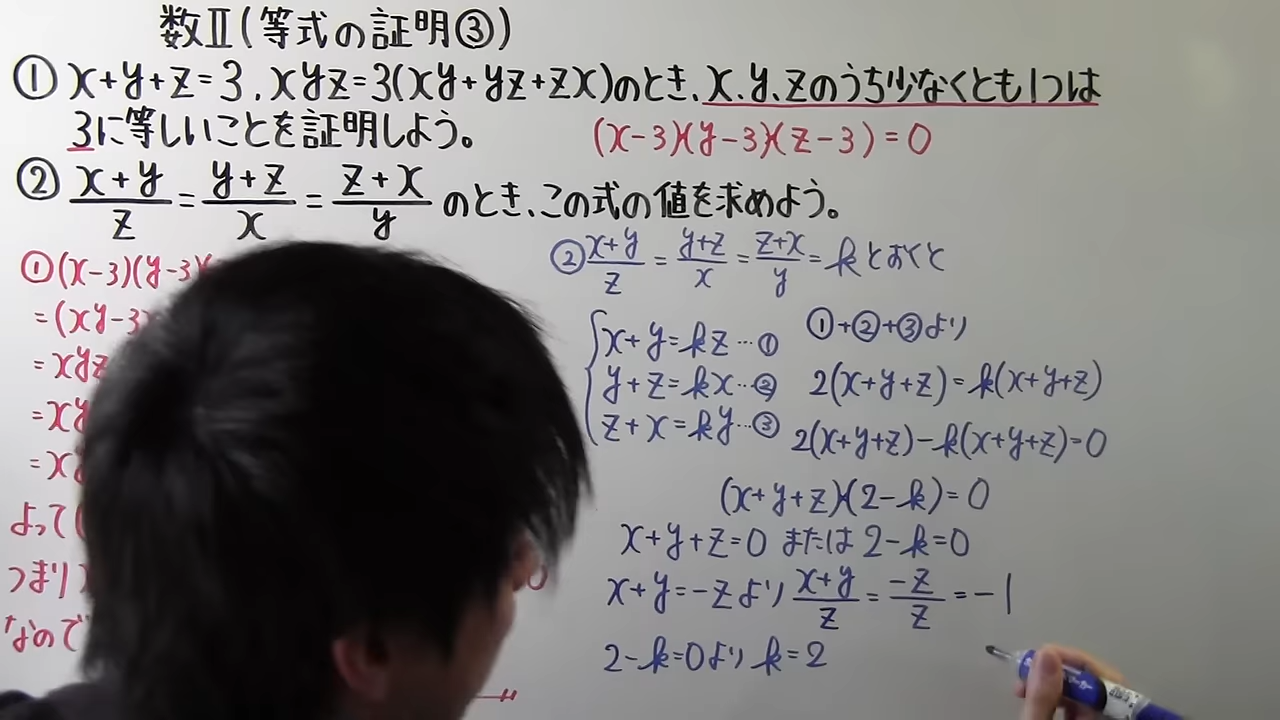 数Ⅱ(等式の証明③)
① x+y+z=3, xyz=3(xy+yz+zx)のとき、x、y、zのうち少なくとも1つは
3に等しいことを証明しよう。
(x-3)(y-3)(z-3)=0
② x+y/z = y+z/x = z+x/y のとき、この式の値を求めよう。
①(x-3)(y-3)
=(xy-3x
=xyz
=xy
=xy
よって(
つまり
なので
② x+y/z = y+z/x = z+x/y = k とおくと
x+y=kz…①
y+z=kx…②
z+x=ky…③
①+②+③より
2(x+y+z)=k(x+y+z)
2(x+y+z)-k(x+y+z)=0
(x+y+z)(2-k)=0
x+y+z=0 または 2-k=0
x+y=-zより x+y/z = -z/z = -1
2-k=0より k=2